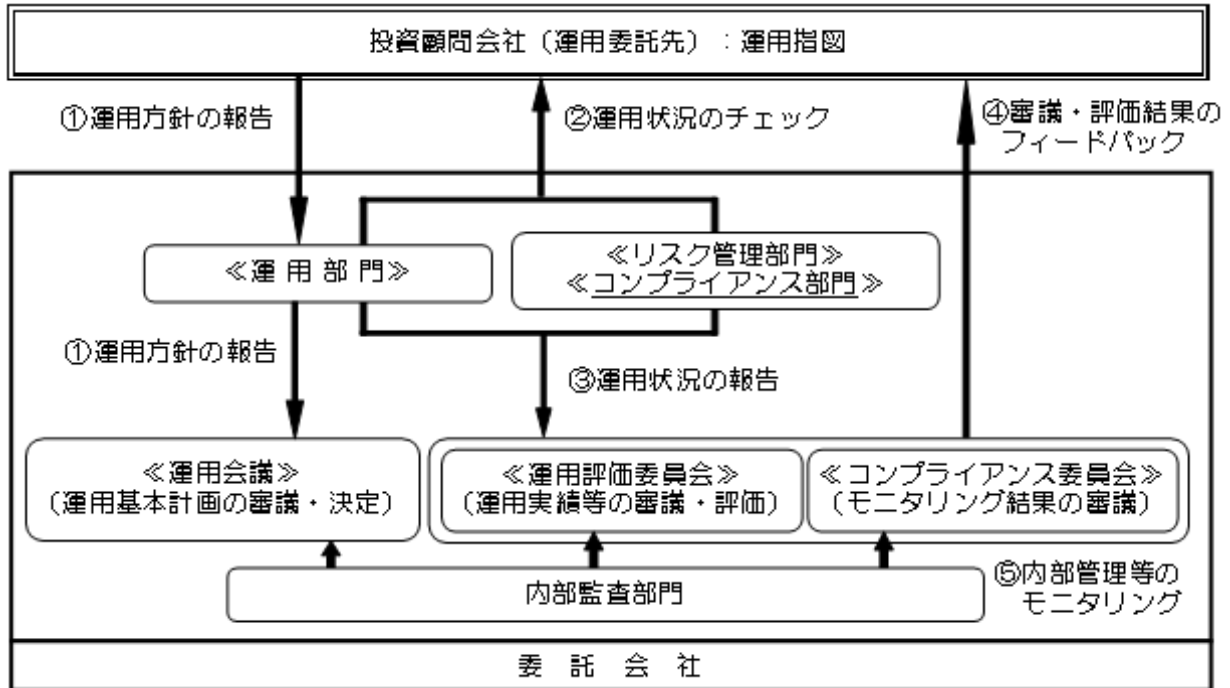 投資顧問会社（運用委託先）：運用指図
①運用方針の報告
②運用状況のチェック
④審議・評価結果の
フィードバック
≪運 用 部 門≫
≪リスク管理部門≫
≪コンプライアンス部門≫
①運用方針の報告
③運用状況の報告
≪運用会議≫
（運用基本計画の審議・決定）
≪運用評価委員会≫
（運用実績等の審議・評価）
≪コンプライアンス委員会≫
（モニタリング結果の審議）
内部監査部門
⑤内部管理等の
モニタリング
委 託 会 社